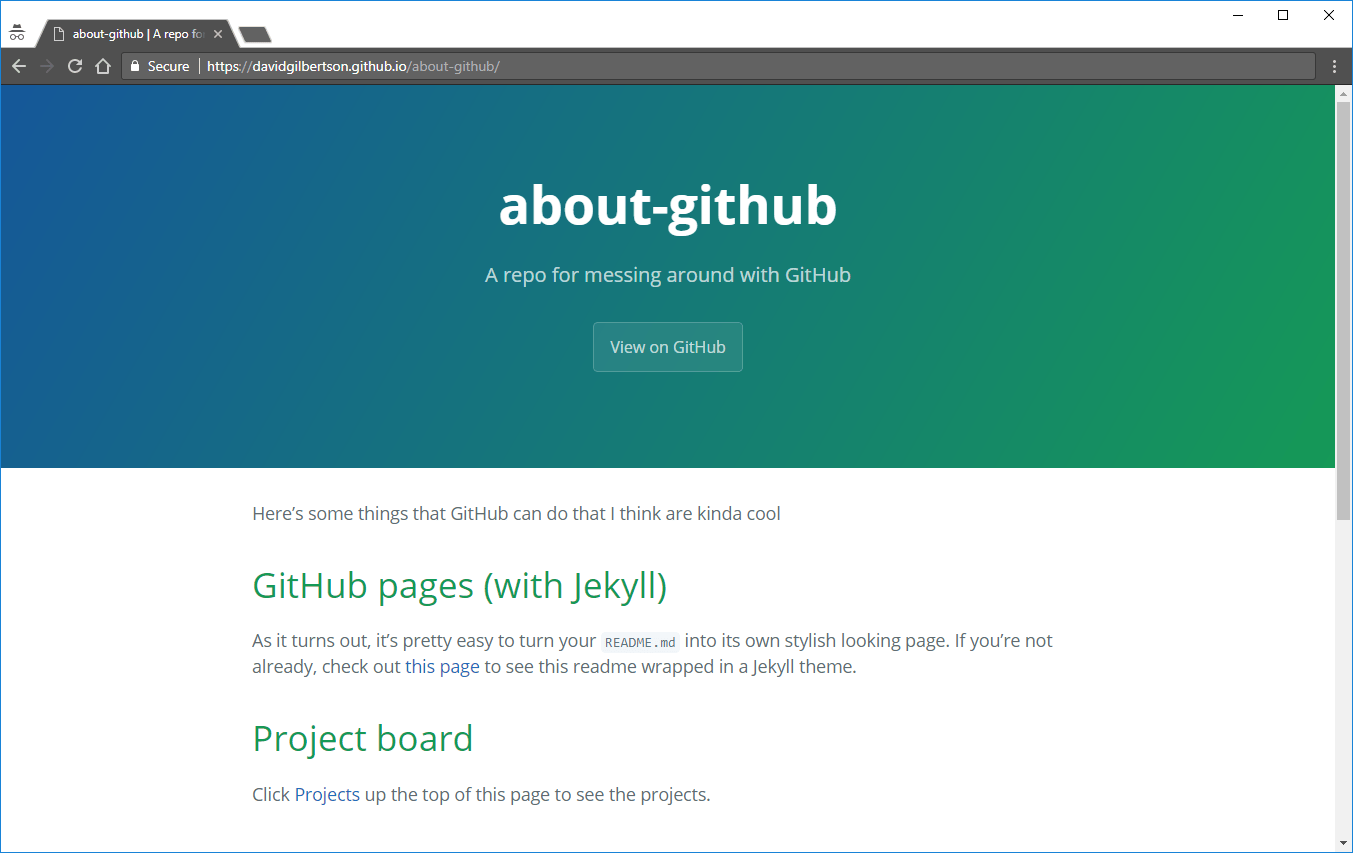 about-github | A repo fo
Secure | https://davidgilbertson.github.io/about-github/
about-github
A repo for messing around with GitHub
View on GitHub
Here’s some things that GitHub can do that I think are kinda cool
GitHub pages (with Jekyll)
As it turns out, it’s pretty easy to turn your README.md into its own stylish looking page. If you’re not
already, check out this page to see this readme wrapped in a Jekyll theme.
Project board
Click Projects up the top of this page to see the projects.